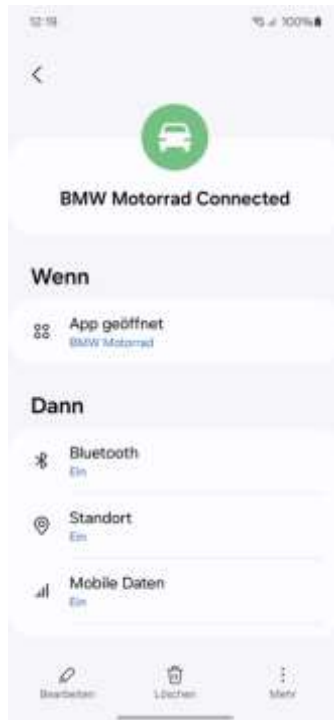 12:19
100%
BMW Motorrad Connected
Wenn
App geöffnet
BMW Motorrad
Dann
Bluetooth
Ein
Standort
Ein
Mobile Daten
Ein
Bearbeiten
Löschen
Mehr